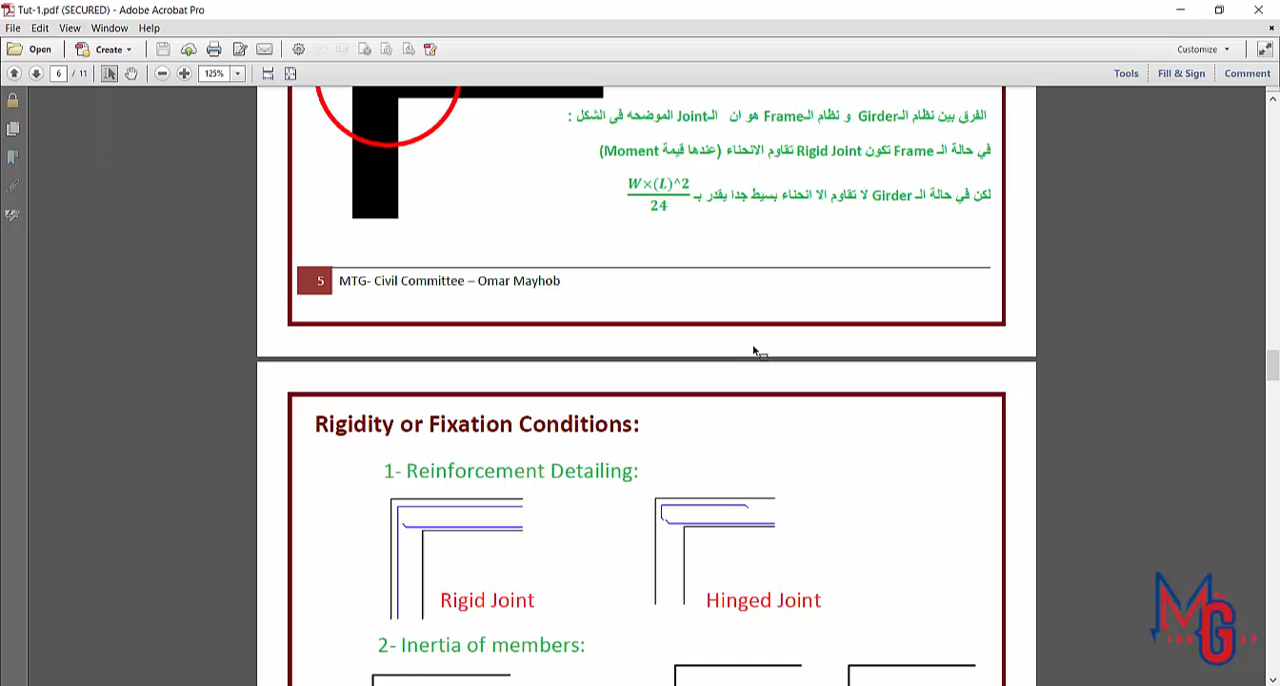 Tut-1.pdf (SECURED) - Adobe Acrobat Pro
File Edit View Window Help
Open Create Customize
6 / 11 125% Tools Fill & Sign Comment
الفرق بين نظام الـGirder و نظام الـFrame هو ان الـJoint الموضحه فى الشكل :
في حالة الـ Frame تكون Rigid Joint تقاوم الانحناء (عندها قيمة Moment)
لكن في حالة الـ Girder لا تقاوم الا انحناء بسيط جدا يقدر بـ W×(L)^2
24
5 MTG- Civil Committee – Omar Mayhob
Rigidity or Fixation Conditions:
1- Reinforcement Detailing:
Rigid Joint Hinged Joint
2- Inertia of members: